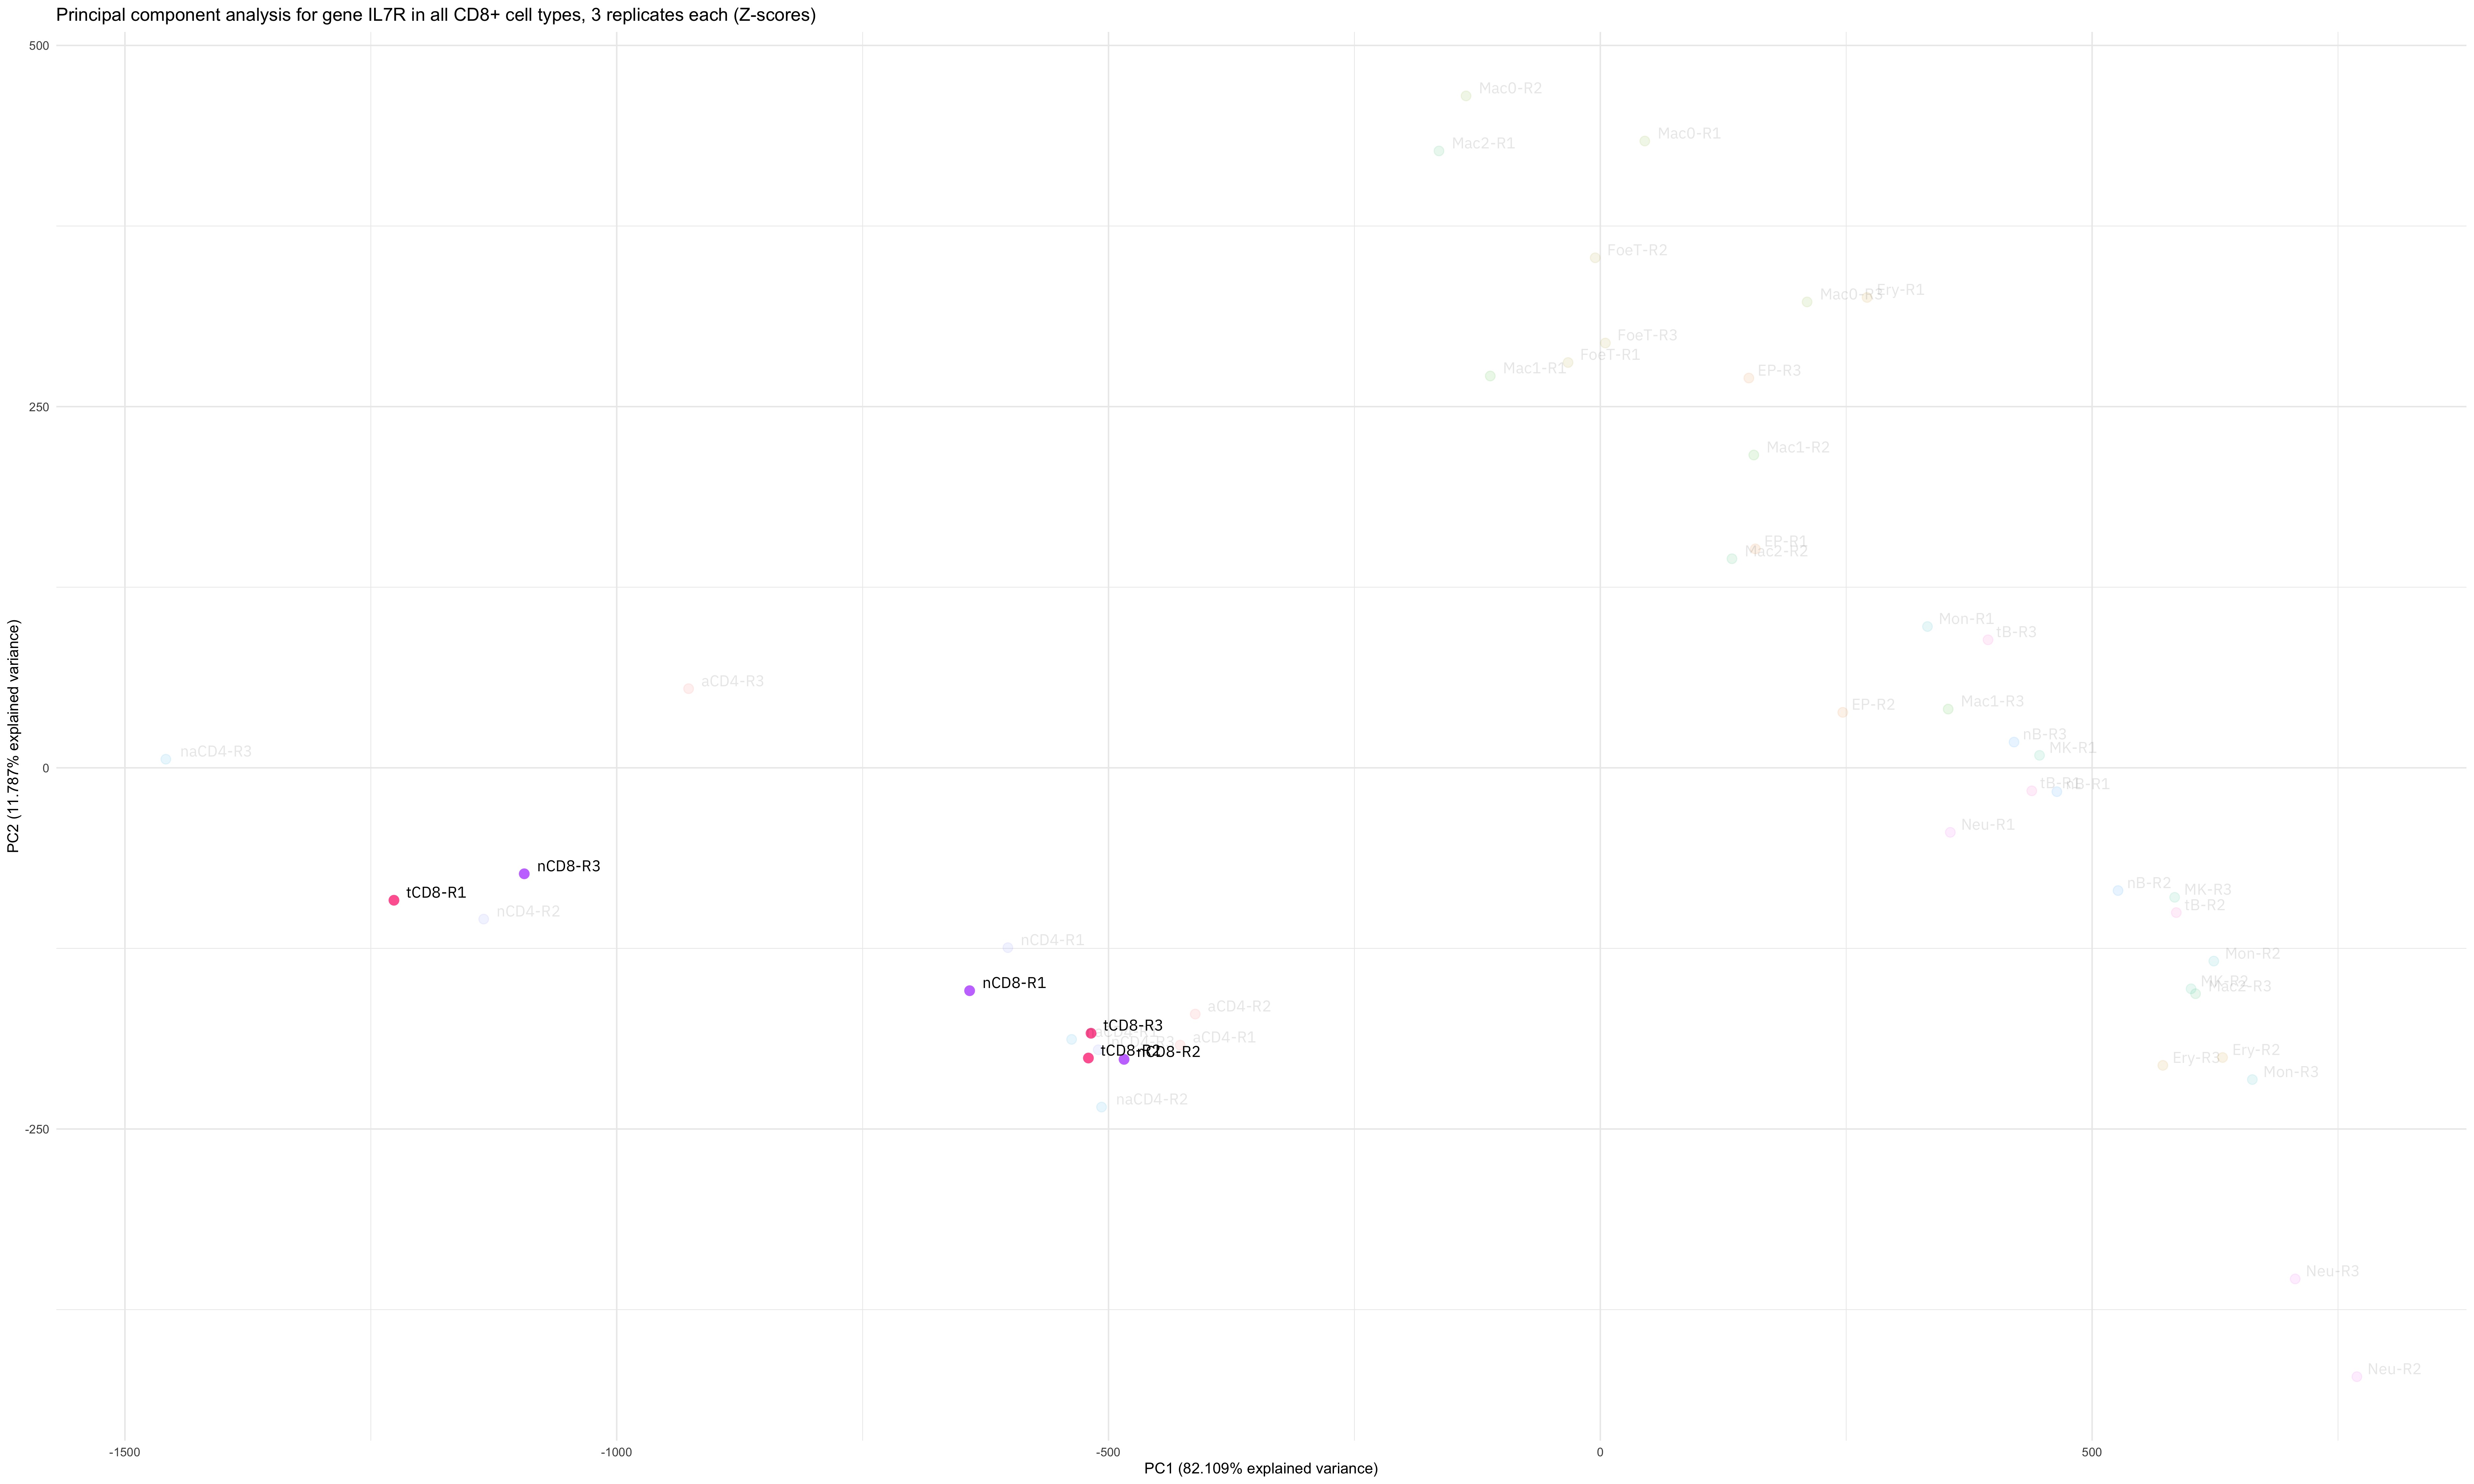 Principal component analysis for gene IL7R in all CD8+ cell types, 3 replicates each (Z-scores)
500
Mac0-R2
Mac0-R1
Mac2-R1
FoeT-R2
Mac0-R3
Ery-R1
FoeT-R3
FoeT-R1
Mac1-R1
EP-R3
250
Mac1-R2
EP-R1
Mac2-R2
Mon-R1
tB-R3
aCD4-R3
EP-R2
Mac1-R3
nB-R3
MK-R1
naCD4-R3
0
tB-R1
nB-R1
Neu-R1
nCD8-R3
tCD8-R1
nCD4-R2
nB-R2
MK-R3
tB-R2
nCD4-R1
Mon-R2
nCD8-R1
MK-R2
Mac2-R3
aCD4-R2
tCD8-R3
nCD4-R3
aCD4-R1
tCD8-R2
nCD8-R2
Ery-R2
Ery-R3
Mon-R3
naCD4-R2
-250
Neu-R3
Neu-R2
PC2 (11.787% explained variance)
-1500
-1000
-500
0
500
PC1 (82.109% explained variance)